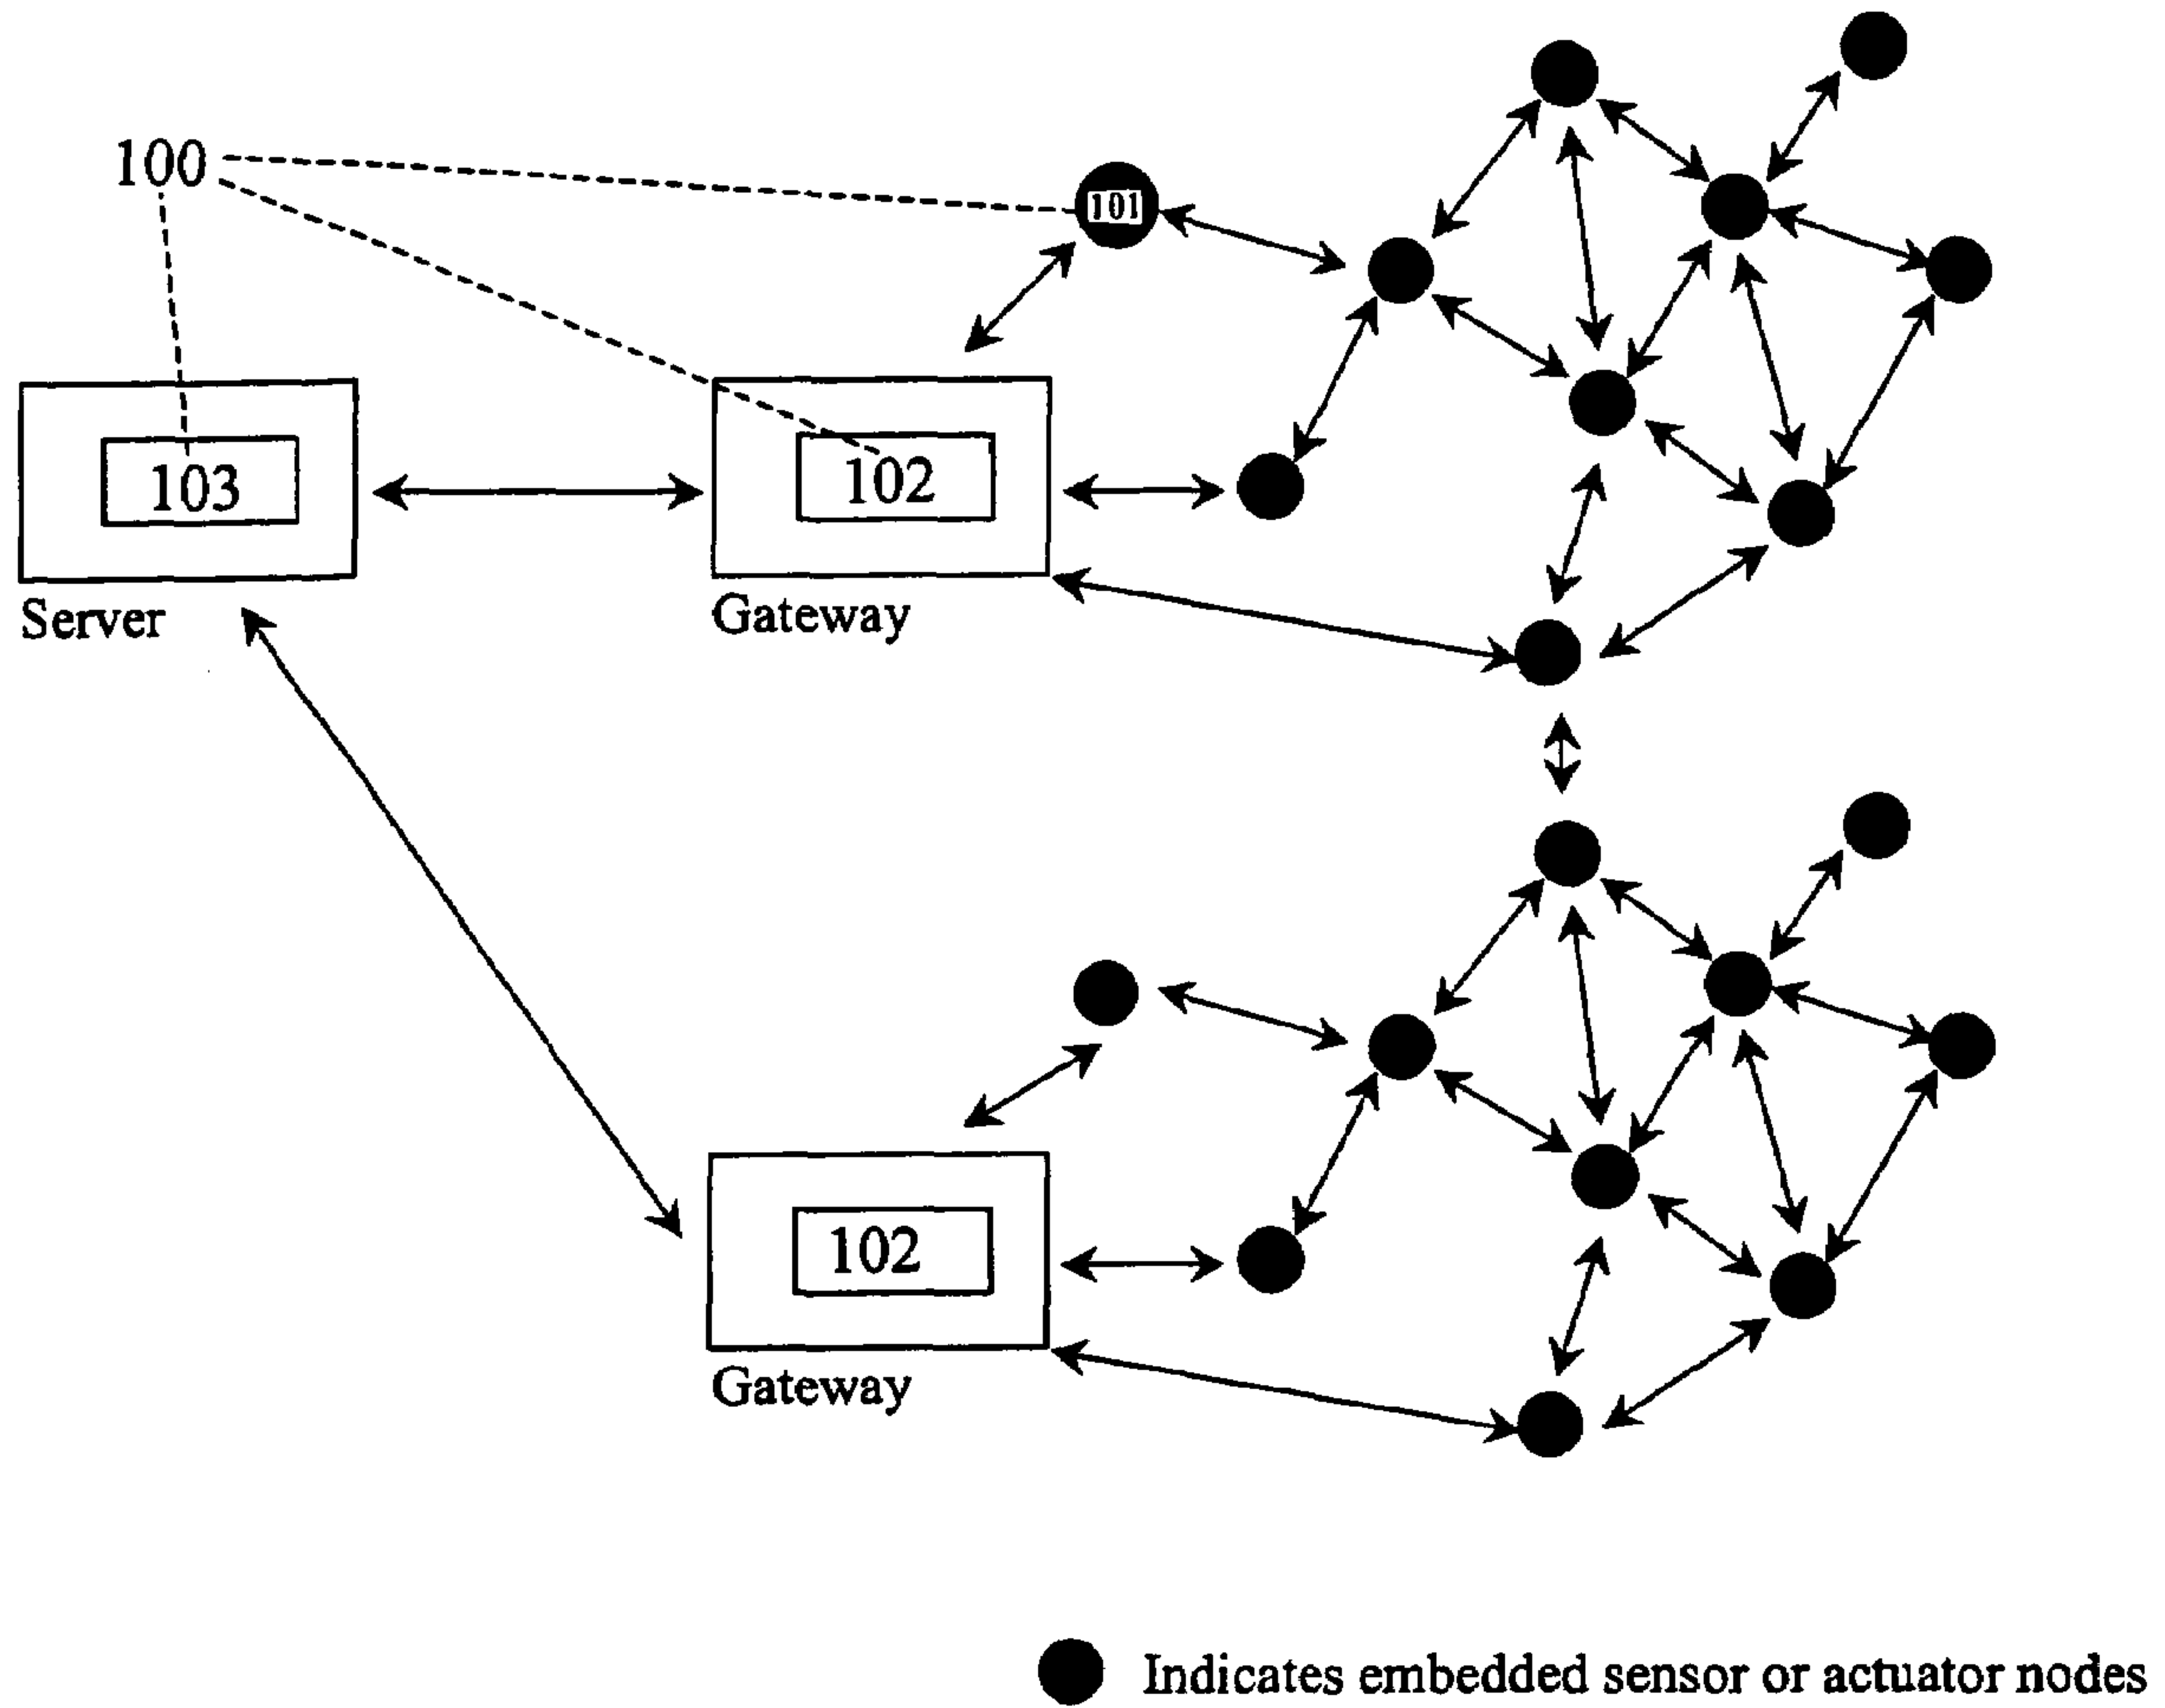 100
101
103
102
Server
Gateway
102
Gateway
Indicates embedded sensor or actuator nodes